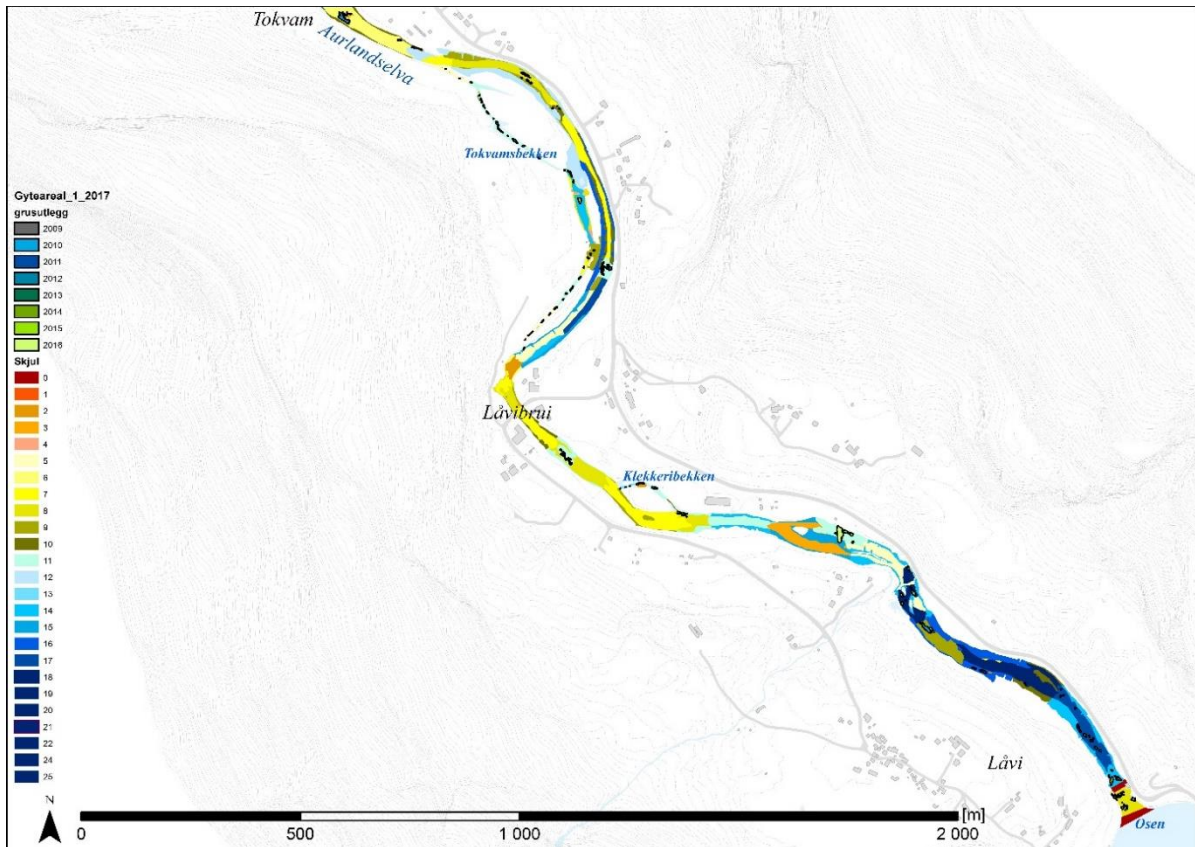 Tokvam
Aurlandselva
Tokvamsbekken
Gyteareal_1_2017
grusutlegg
2009
2010
2011
2012
2013
2014
2015
2016
Skjul
0
1
2
3
4
5
6
7
8
9
10
11
12
13
14
15
16
17
18
19
20
21
22
24
25
Låvibrui
Klekkeribekken
Låvi
Osen
N
[m]
0 500 1 000 2 000